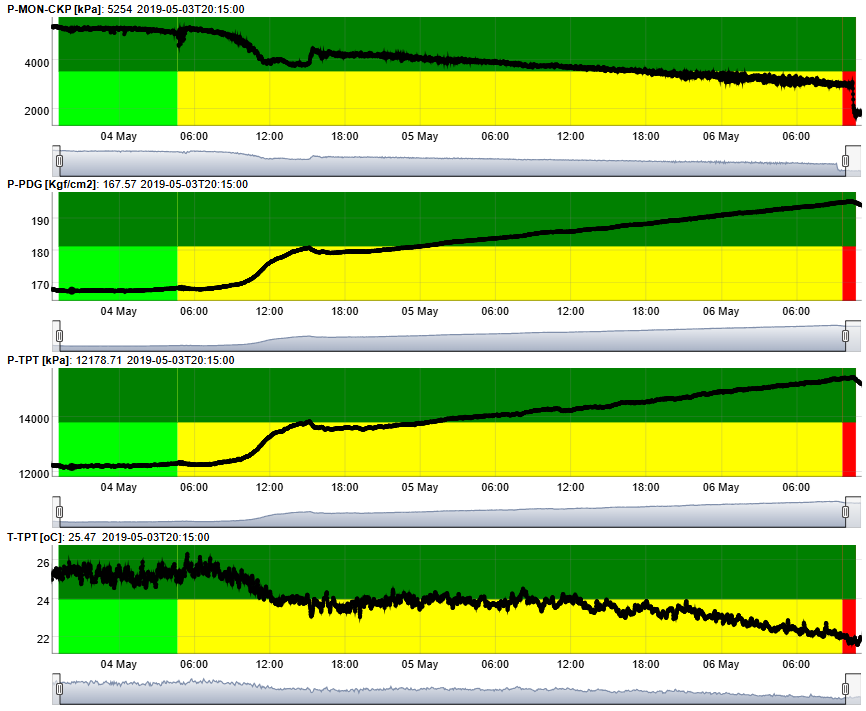 P-MON-CKP [kPa]: 5254 2019-05-03T20:15:00
4000
2000
04 May 06:00 12:00 18:00 05 May 06:00 12:00 18:00 06 May 06:00
P-PDG [Kgf/cm2]: 167.57 2019-05-03T20:15:00
190
180
170
04 May 06:00 12:00 18:00 05 May 06:00 12:00 18:00 06 May 06:00
P-TPT [kPa]: 12178.71 2019-05-03T20:15:00
14000
12000
04 May 06:00 12:00 18:00 05 May 06:00 12:00 18:00 06 May 06:00
T-TPT [oC]: 25.47 2019-05-03T20:15:00
26
24
22
04 May 06:00 12:00 18:00 05 May 06:00 12:00 18:00 06 May 06:00